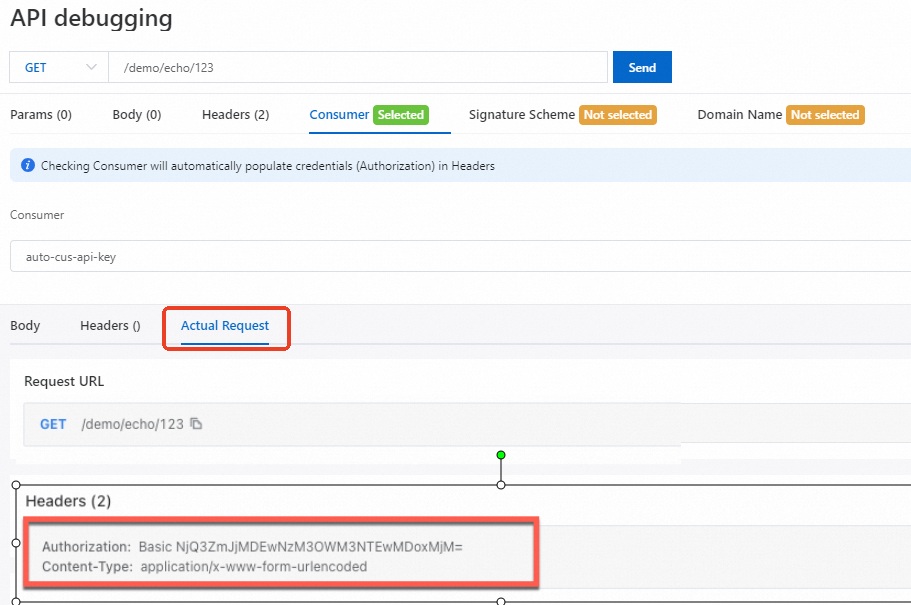 API debugging
GET /demo/echo/123 Send
Params (0) Body (0) Headers (2) Consumer Selected Signature Scheme Not selected Domain Name Not selected
Checking Consumer will automatically populate credentials (Authorization) in Headers
Consumer
auto-cus-api-key
Body Headers () Actual Request
Request URL
GET /demo/echo/123
Headers (2)
Authorization: Basic NjQ3ZmJjMDEwNzM3OWM3NTEwMDoxMjM=
Content-Type: application/x-www-form-urlencoded